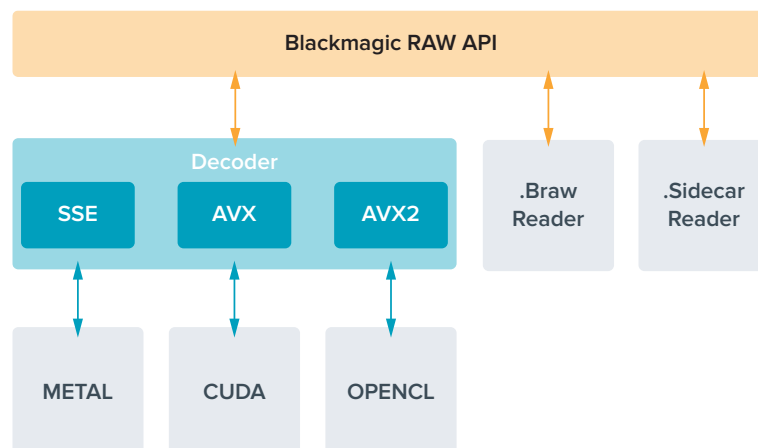 Blackmagic RAW API
Decoder
SSE
AVX
AVX2
.Braw
Reader
.Sidecar
Reader
METAL
CUDA
OPENCL